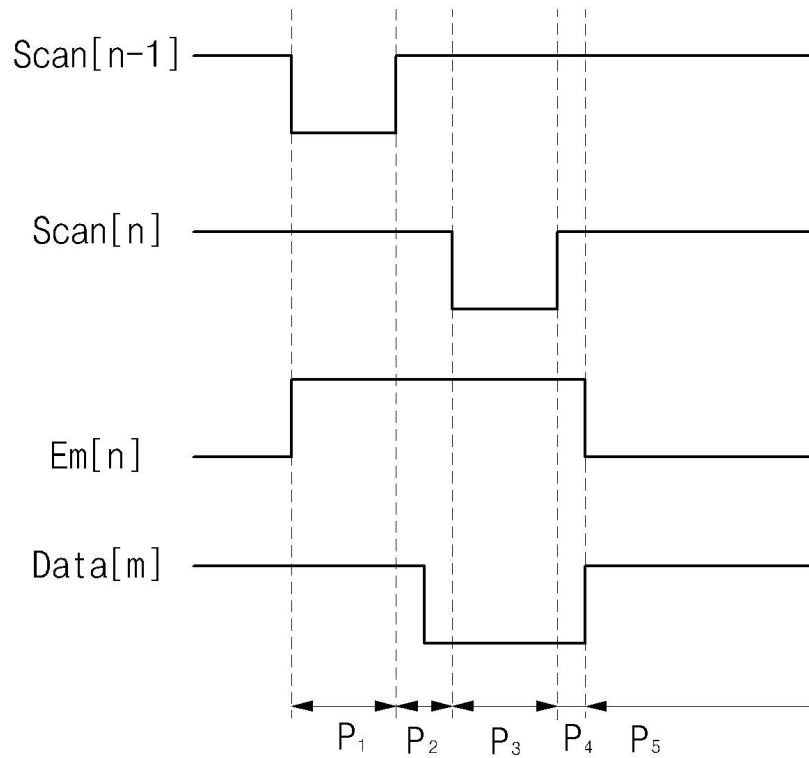 Scan[n-1]
Scan[n]
Em[n]
Data[m]
P₁ P₂ P₃ P₄ P₅